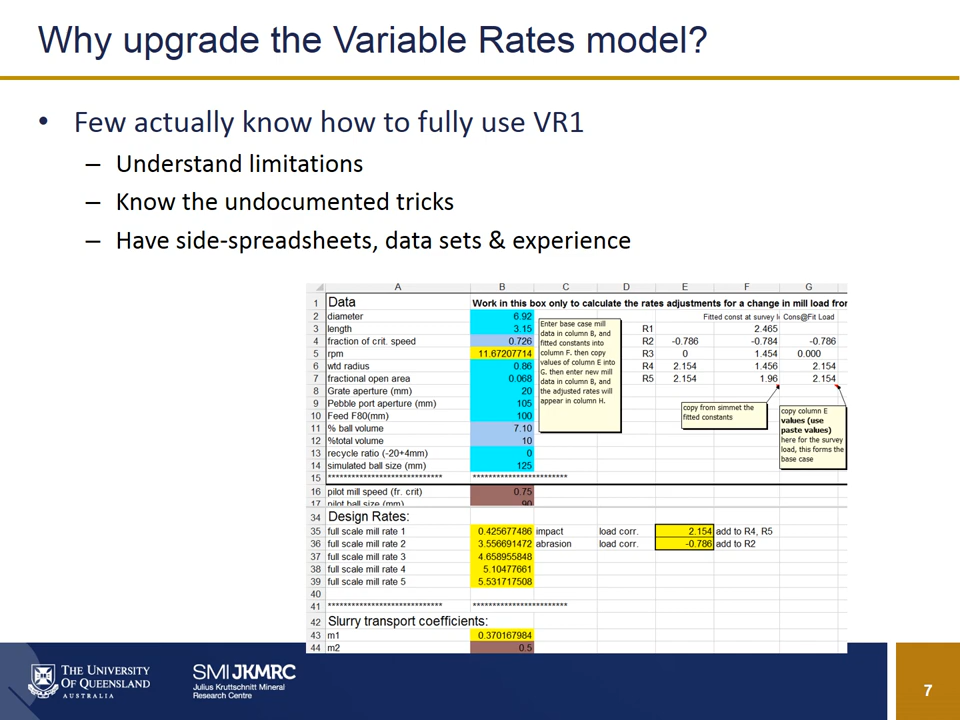 Why upgrade the Variable Rates model?
• Few actually know how to fully use VR1
– Understand limitations
– Know the undocumented tricks
– Have side-spreadsheets, data sets & experience
A B C D E F G
1 Data Work in this box only to calculate the rates adjustments for a change in mill load fror
2 diameter 6.92 Fitted const at survey l Cons@Fit Load
3 length 3.15 R1 2.465
4 fraction of crit. speed 0.726 R2 -0.786 -0.784 -0.786
5 rpm 11.67207714 R3 0 1.454 0.000
6 wtd radius 0.86 R4 2.154 1.456 2.154
7 fractional open area 0.068 R5 2.154 1.96 2.154
8 Grate aperture (mm) 20
9 Pebble port aperture (mm) 105
10 Feed F80(mm) 100
11 % ball volume 7.10
12 %total volume 10
13 recycle ratio (-20+4mm) 0
14 simulated ball size (mm) 125
Enter base case mill
data in column B, and
fitted constants into
column F. then copy
values of column E into
G. then enter new mill
data in column B, and
the adjusted rates will
appear in column H.
copy from simmet the
fitted constants
copy column E
values (use
paste values)
here for the survey
load, this forms the
base case
15 ***************************** ************************
16 pilot mill speed (fr. crit) 0.75
17 pilot ball size (mm) 90
34 Design Rates:
35 full scale mill rate 1 0.425677486 impact load corr. 2.154 add to R4, R5
36 full scale mill rate 2 3.556691472 abrasion load corr. -0.786 add to R2
37 full scale mill rate 3 4.658955848
38 full scale mill rate 4 5.10477661
39 full scale mill rate 5 5.531717508
40
41 ***************************** ************************
42 Slurry transport coefficients:
43 m1 0.370167984
44 m2 0.5
THE UNIVERSITY
OF QUEENSLAND
AUSTRALIA
SMI JKMRC
Julius Kruttschnitt Mineral
Research Centre
7